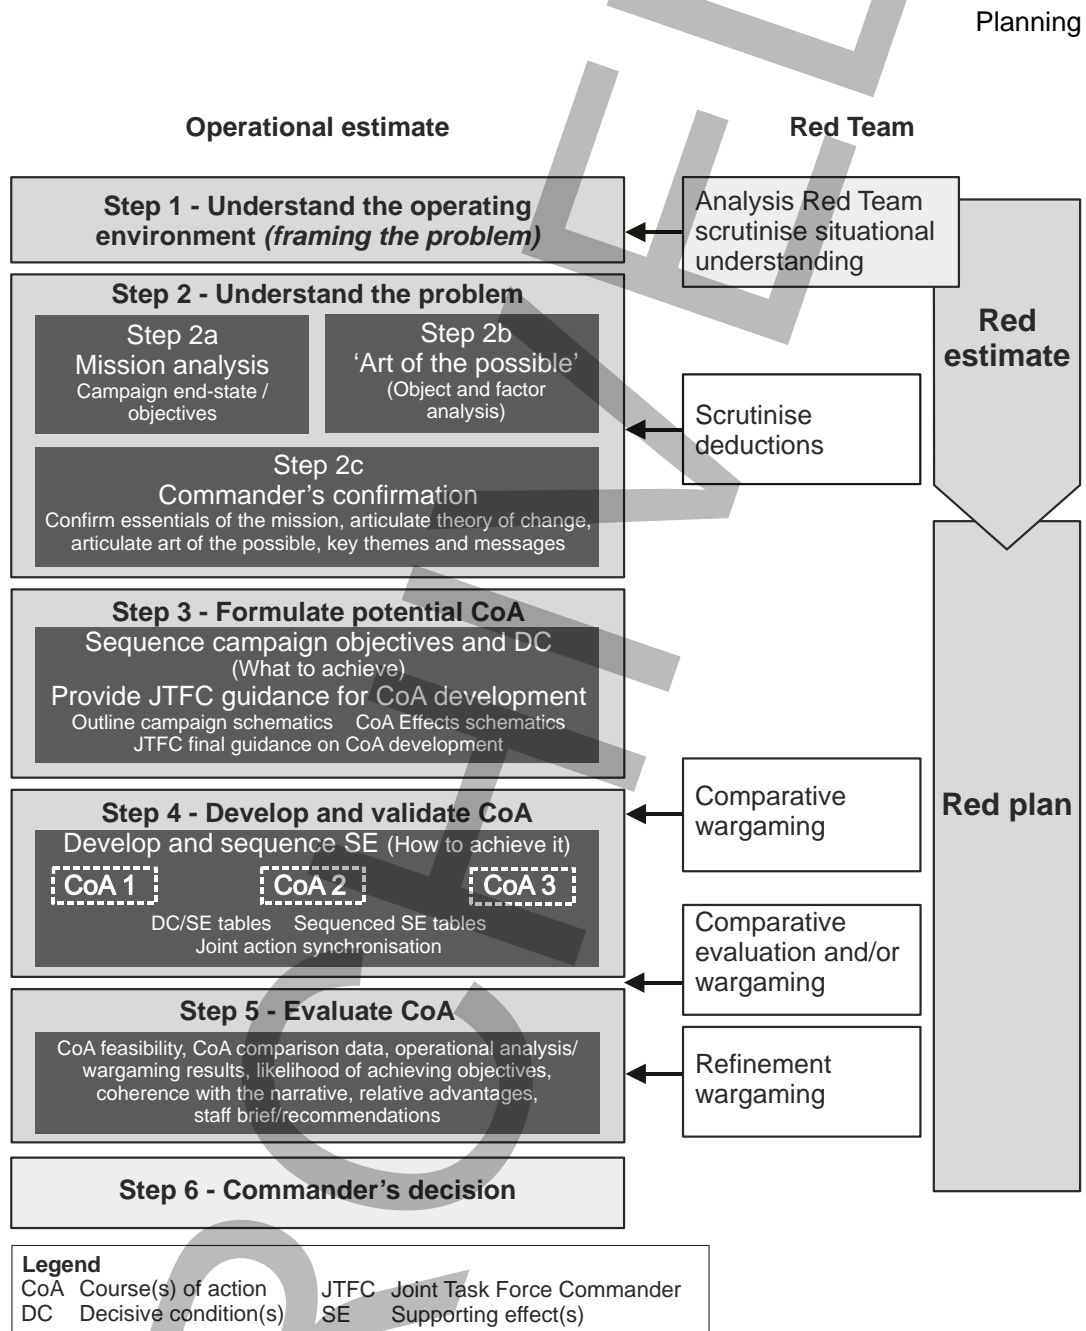 Planning
Operational estimate
Red Team
Step 1 - Understand the operating
environment (framing the problem)
Analysis Red Team
scrutinise situational
understanding
Step 2 - Understand the problem
Step 2a
Mission analysis
Campaign end-state /
objectives
Step 2b
‘Art of the possible’
(Object and factor
analysis)
Red
estimate
Scrutinise
deductions
Step 2c
Commander’s confirmation
Confirm essentials of the mission, articulate theory of change,
articulate art of the possible, key themes and messages
Step 3 - Formulate potential CoA
Sequence campaign objectives and DC
(What to achieve)
Provide JTFC guidance for CoA development
Outline campaign schematics CoA Effects schematics
JTFC final guidance on CoA development
Step 4 - Develop and validate CoA
Develop and sequence SE (How to achieve it)
CoA 1 CoA 2 CoA 3
DC/SE tables Sequenced SE tables
Joint action synchronisation
Comparative
wargaming
Red plan
Comparative
evaluation and/or
wargaming
Step 5 - Evaluate CoA
CoA feasibility, CoA comparison data, operational analysis/
wargaming results, likelihood of achieving objectives,
coherence with the narrative, relative advantages,
staff brief/recommendations
Refinement
wargaming
Step 6 - Commander’s decision
Legend
CoA Course(s) of action JTFC Joint Task Force Commander
DC Decisive condition(s) SE Supporting effect(s)
RCHIVE